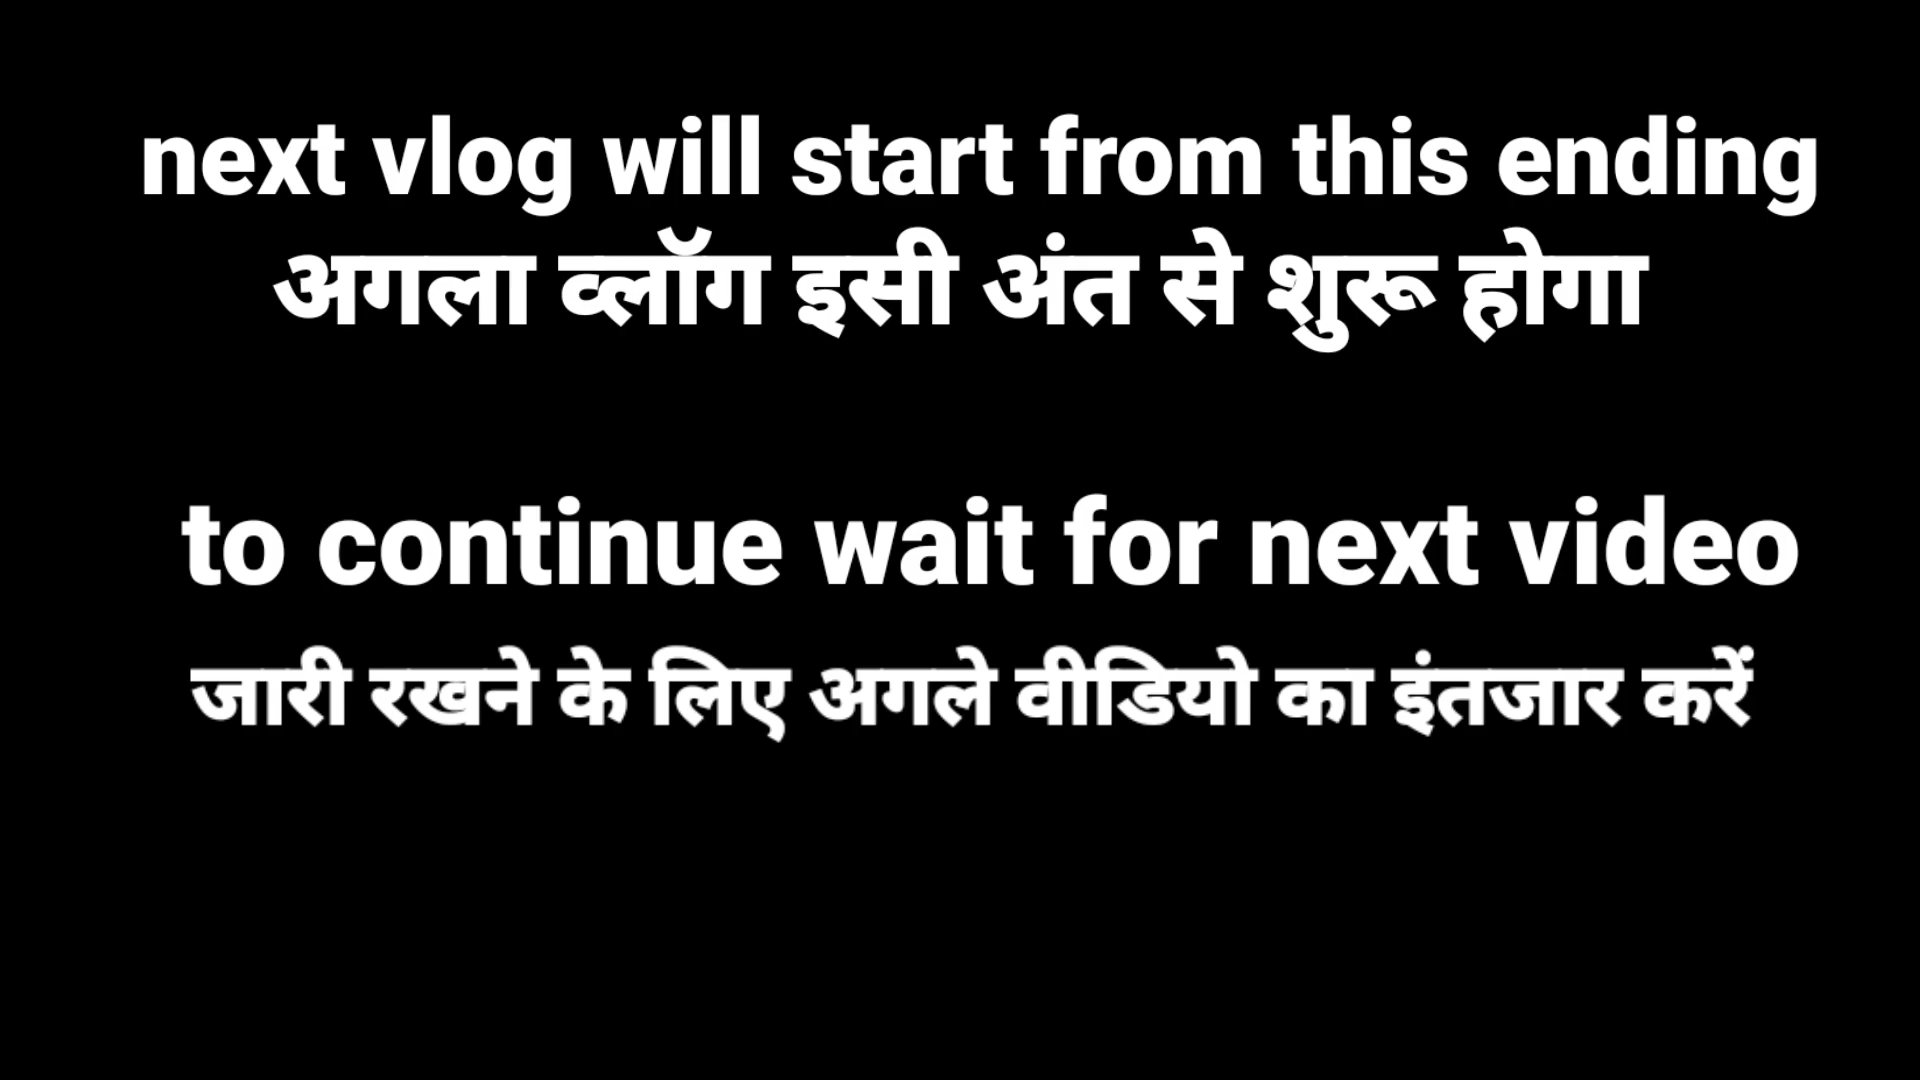 next vlog will start from this ending
अगला व्लॉग इसी अंत से शुरू होगा
to continue wait for next video
जारी रखने के लिए अगले वीडियो का इंतजार करें